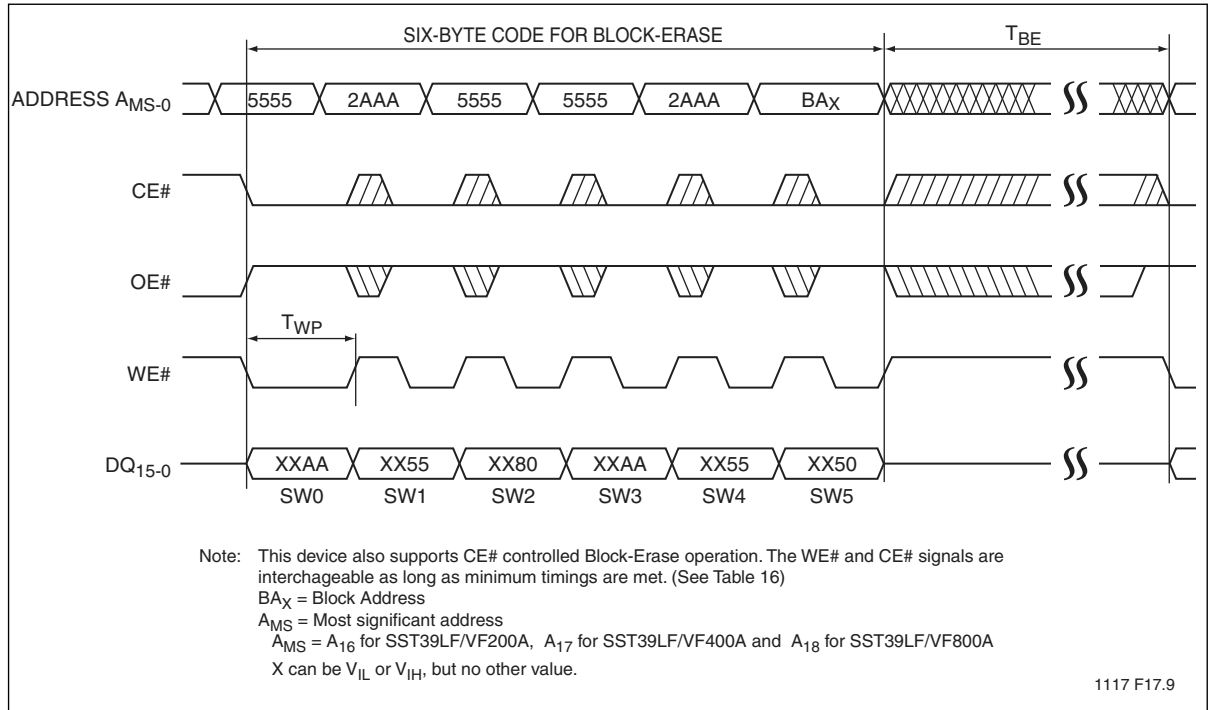 SIX-BYTE CODE FOR BLOCK-ERASE
TBE
ADDRESS AMS-0
5555 2AAA 5555 5555 2AAA BAX
CE#
OE#
TWP
WE#
DQ15-0
XXAA XX55 XX80 XXAA XX55 XX50
SW0 SW1 SW2 SW3 SW4 SW5
Note: This device also supports CE# controlled Block-Erase operation. The WE# and CE# signals are
interchageable as long as minimum timings are met. (See Table 16)
BAX = Block Address
AMS = Most significant address
AMS = A16 for SST39LF/VF200A, A17 for SST39LF/VF400A and A18 for SST39LF/VF800A
X can be VIL or VIH, but no other value.
1117 F17.9